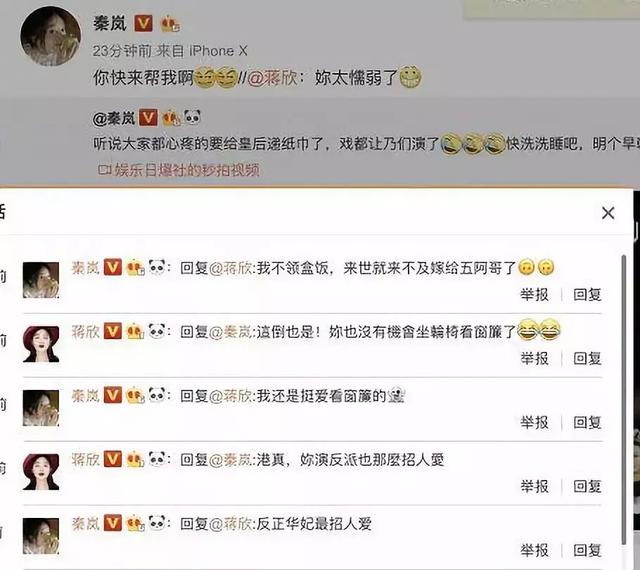 秦岚
23分钟前 来自 iPhone X
你快来帮我啊//@蒋欣：妳太懦弱了
@秦岚
听说大家都心疼的要给皇后递纸巾了，戏都让乃们演了快洗洗睡吧，明个早
娱乐日爆社的秒拍视频
秦岚：回复@蒋欣:我不领盒饭，来世就来不及嫁给五阿哥了
举报 回复
蒋欣：回复@秦岚:這倒也是！妳也沒有機會坐輪椅看窗簾了
举报 回复
秦岚：回复@蒋欣:我还是挺爱看窗簾的
举报 回复
蒋欣：回复@秦岚:港真，妳演反派也那麼招人愛
举报 回复
秦岚：回复@蒋欣:反正华妃最招人爱
举报 回复